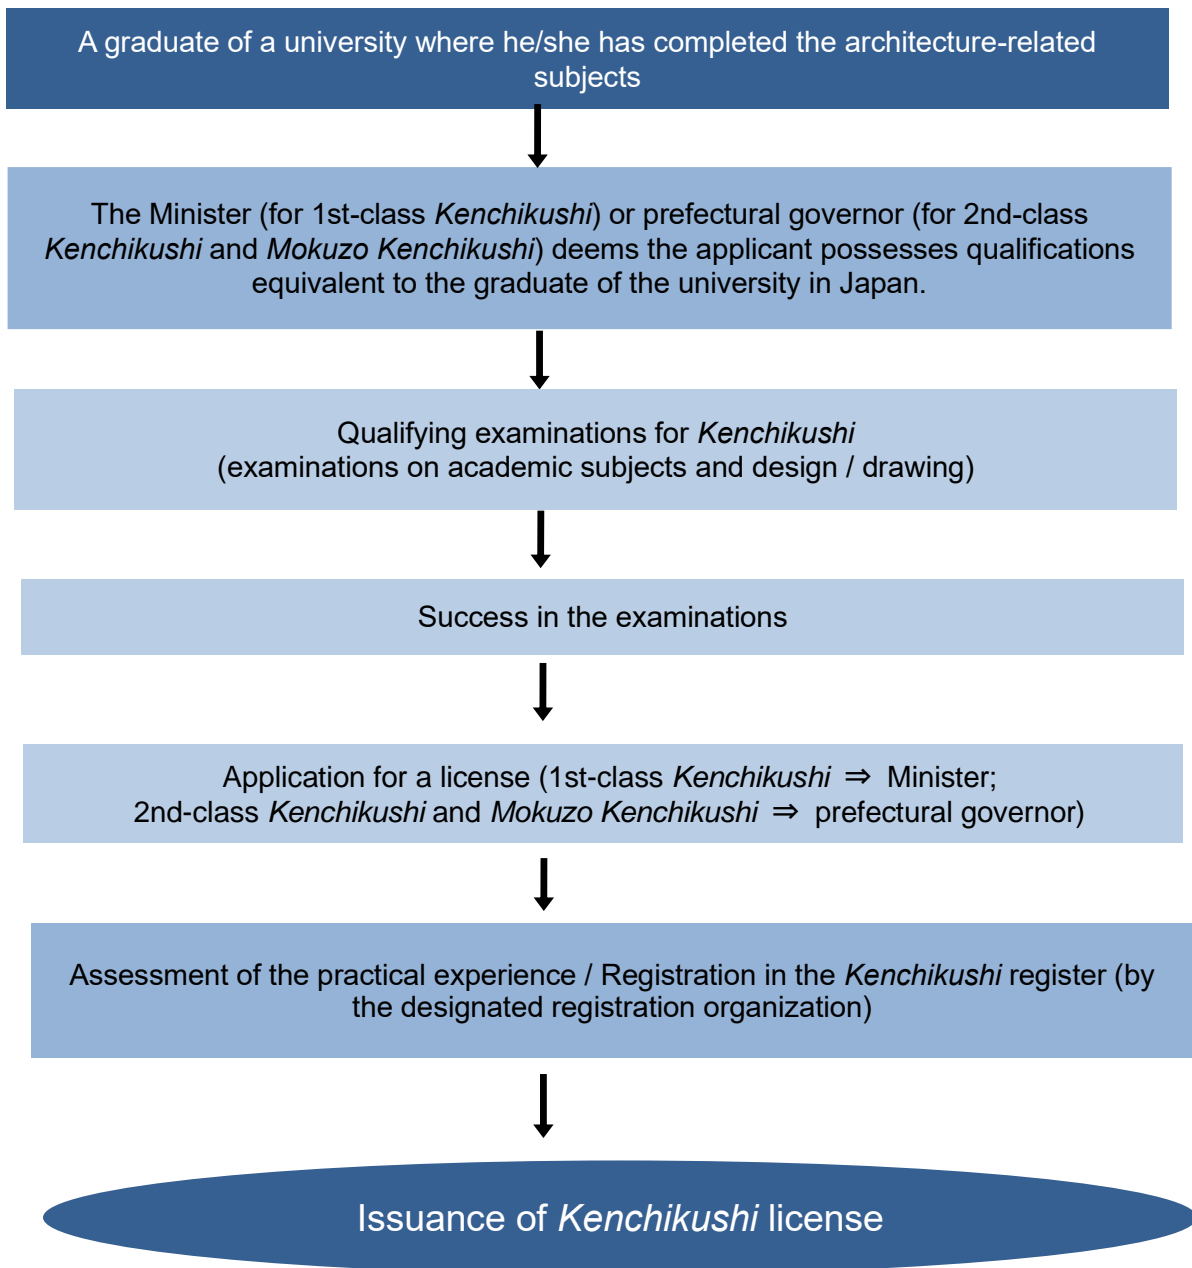 A graduate of a university where he/she has completed the architecture-related
subjects
The Minister (for 1st-class Kenchikushi) or prefectural governor (for 2nd-class
Kenchikushi and Mokuzo Kenchikushi) deems the applicant possesses qualifications
equivalent to the graduate of the university in Japan.
Qualifying examinations for Kenchikushi
(examinations on academic subjects and design / drawing)
Success in the examinations
Application for a license (1st-class Kenchikushi ⇒ Minister;
2nd-class Kenchikushi and Mokuzo Kenchikushi ⇒ prefectural governor)
Assessment of the practical experience / Registration in the Kenchikushi register (by
the designated registration organization)
Issuance of Kenchikushi license